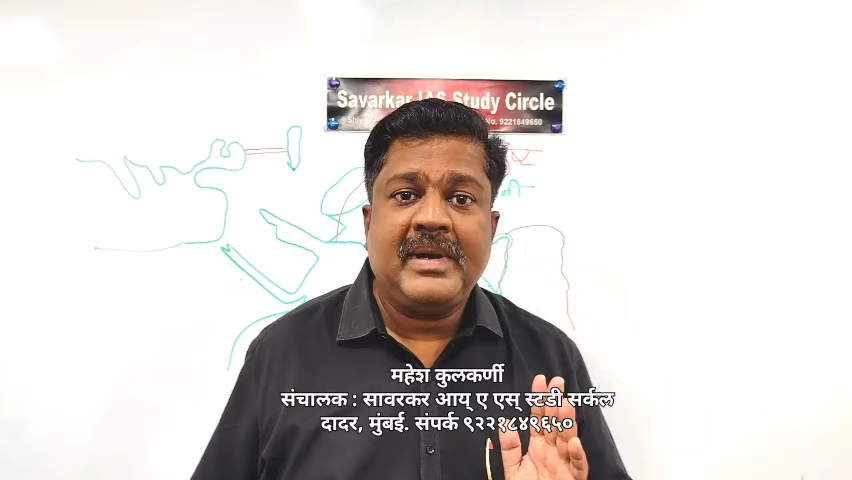 Savarkar IAS Study Circle
No. 9221849650
महेश कुलकर्णी
संचालक : सावरकर आय् ए एस् स्टडी सर्कल
दादर, मुंबई. संपर्क ९२२१८४९६५०